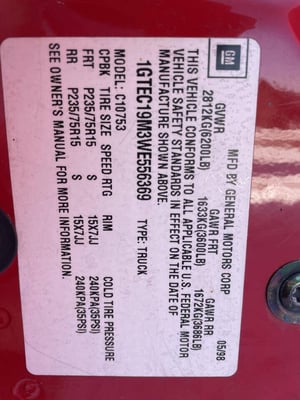 GM
MFD BY GENERAL MOTORS CORP 05/98
GVWR GAWR FRT GAWR RR
2812KG(6200LB) 1633KG(3600LB) 1672KG(3686LB)
THIS VEHICLE CONFORMS TO ALL APPLICABLE U.S. FEDERAL MOTOR
VEHICLE SAFETY STANDARDS IN EFFECT ON THE DATE OF
MANUFACTURE SHOWN ABOVE.
1GTEC19M3WE556369 TYPE: TRUCK
MODEL: C10753
CPBK TIRE SIZE SPEED RTG RIM COLD TIRE PRESSURE
FRT P235/75R15 S 15X7JJ 240KPA(35PSI)
RR P235/75R15 S 15X7JJ 240KPA(35PSI)
SEE OWNER'S MANUAL FOR MORE INFO